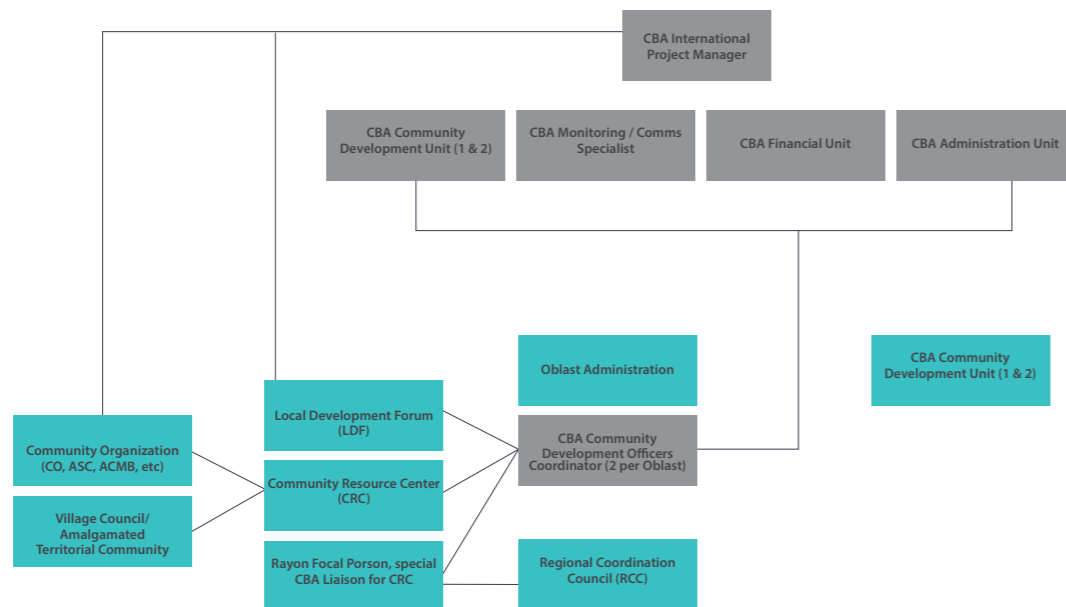 CBA International
Project Manager
CBA Community
Development Unit (1 & 2)
CBA Monitoring / Comms
Specialist
CBA Financial Unit
CBA Administration Unit
Oblast Administration
CBA Community
Development Unit (1 & 2)
Local Development Forum
(LDF)
CBA Community
Development Officers
Coordinator (2 per Oblast)
Community Organization
(CO, ASC, ACMB, etc)
Community Resource Center
(CRC)
Village Council/
Amalgamated
Territorial Community
Rayon Focal Porson, special
CBA Liaison for CRC
Regional Coordination
Council (RCC)